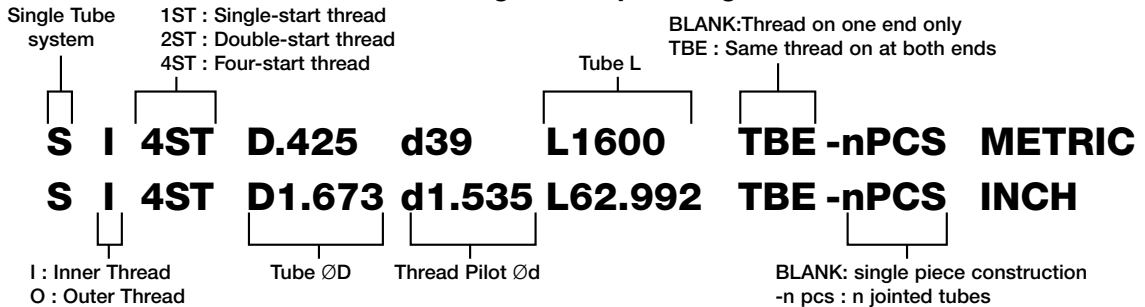 Single Tube
system
1ST : Single-start thread
2ST : Double-start thread
4ST : Four-start thread
Tube L
BLANK:Thread on one end only
TBE : Same thread on at both ends
S I 4ST D.425 d39 L1600 TBE -nPCS METRIC
S I 4ST D1.673 d1.535 L62.992 TBE -nPCS INCH
I : Inner Thread
O : Outer Thread
Tube ØD
Thread Pilot Ød
BLANK: single piece construction
-n pcs : n jointed tubes